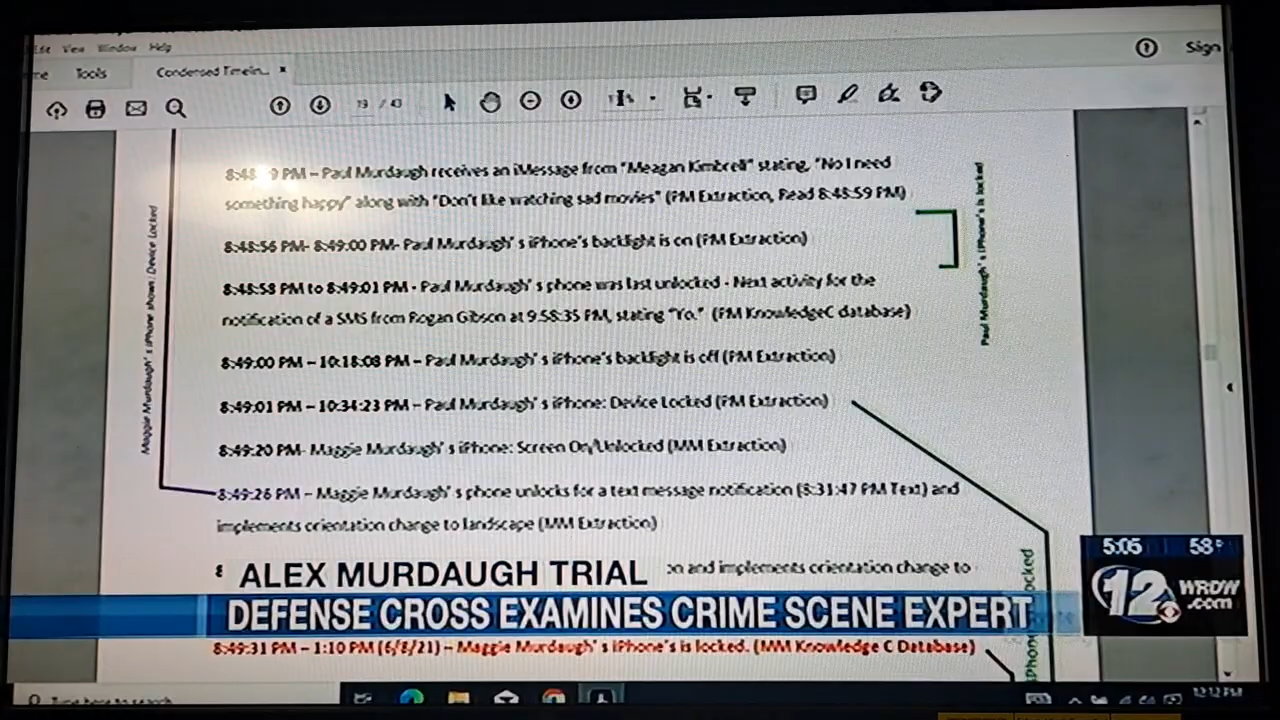 Edit View Window Help
Sign
Tools Condensed Timelin... ×
19 / 43
PM – Paul Murdaugh receives an iMessage from "Meagan Kimbrell" stating, "No I need
something happy" along with "Don't like watching sad movies" (PM Extraction, Read 8:48:59 PM)
8:48:56 PM- 8:49:00 PM- Paul Murdaugh' s iPhone's backlight is on (PM Extraction)
8:48:58 PM to 8:49:01 PM - Paul Murdaugh' s phone was last unlocked - Next activity for the
notification of a SMS from Rogan Gibson at 9:58:35 PM, stating "Yo." (PM KnowledgeC database)
8:49:00 PM – 10:18:08 PM – Paul Murdaugh' s iPhone's backlight is off (PM Extraction)
8:49:01 PM – 10:34:23 PM – Paul Murdaugh' s iPhone: Device Locked (PM Extraction)
8:49:20 PM- Maggie Murdaugh' s iPhone: Screen On/Unlocked (MM Extraction)
8:49:26 PM – Maggie Murdaugh' s phone unlocks for a text message notification (8:31:47 PM Text) and
implements orientation change to landscape (MM Extraction)
and implements orientation change to
8:49:31 PM – 1:10 PM (6/8/21) – Maggie Murdaugh' s iPhone's is locked. (MM Knowledge C Database)
Maggie Murdaugh' s iPhone shows: Device Locked
Paul Murdaugh' s iPhone's is locked
ALEX MURDAUGH TRIAL
DEFENSE CROSS EXAMINES CRIME SCENE EXPERT
5:05 58°
12 WRDW
.com
Type here to search
12:12 PM